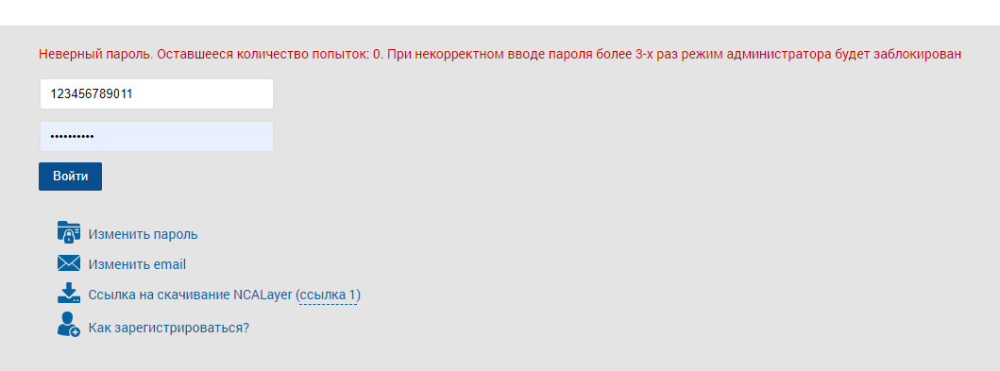 Неверный пароль. Оставшееся количество попыток: 0. При некорректном вводе пароля более 3-х раз режим администратора будет заблокирован
123456789011
••••••••••
Войти
Изменить пароль
Изменить email
Ссылка на скачивание NCALayer (ссылка 1)
Как зарегистрироваться?